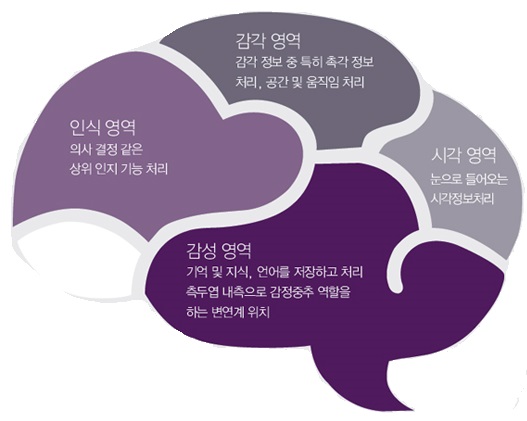 감각 영역
감각 정보 중 특히 촉각 정보
처리, 공간 및 움직임 처리
인식 영역
의사 결정 같은
상위 인지 기능 처리
시각 영역
눈으로 들어오는
시각정보처리
감성 영역
기억 및 지식, 언어를 저장하고 처리
측두엽 내측으로 감정중추 역할을
하는 변연계 위치